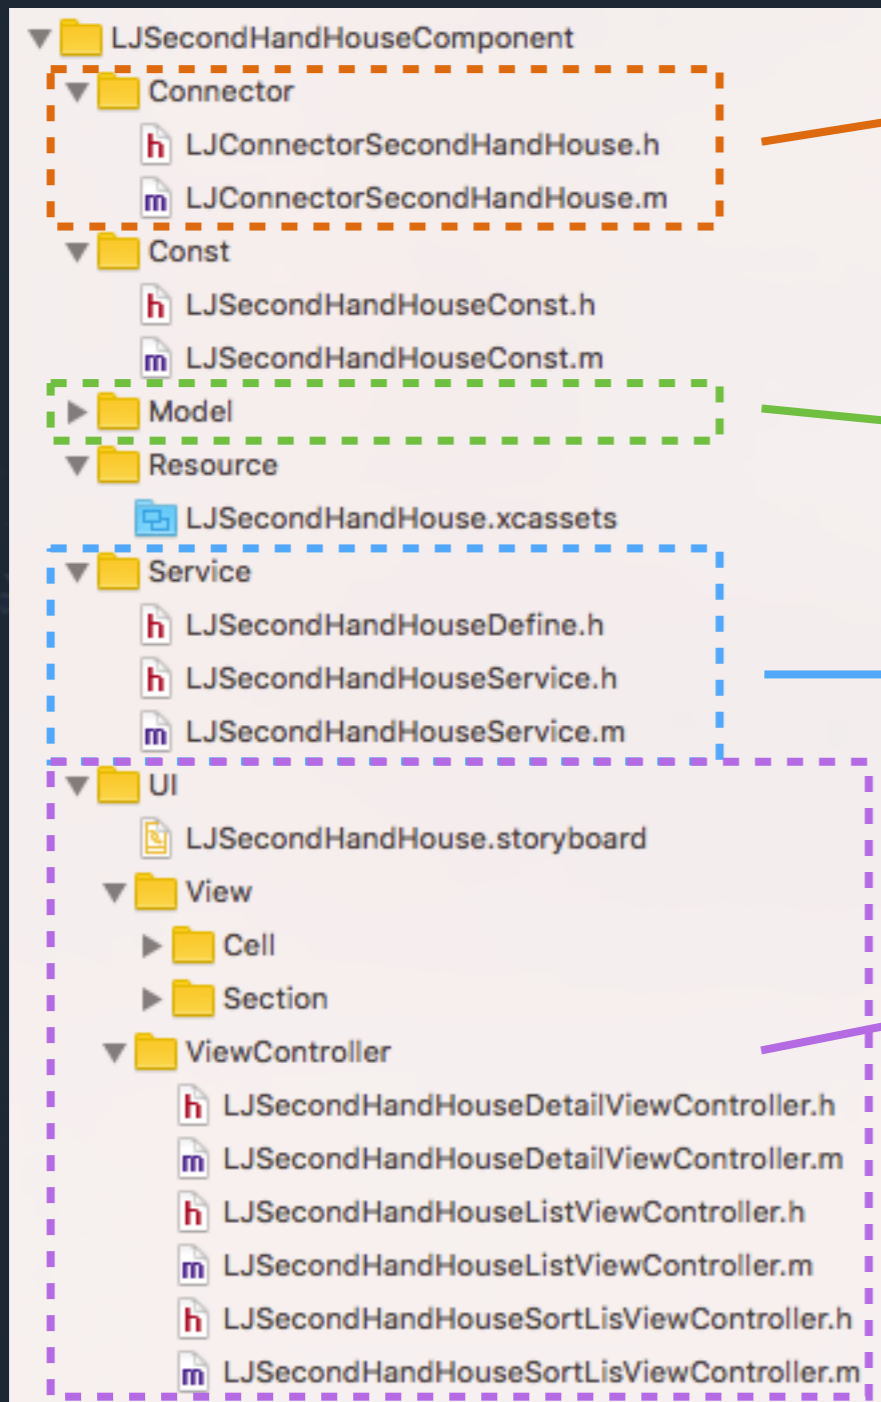 LJSecondHandHouseComponent
Connector
h LJConnectorSecondHandHouse.h
m LJConnectorSecondHandHouse.m
Const
h LJSecondHandHouseConst.h
m LJSecondHandHouseConst.m
Model
Resource
LJSecondHandHouse.xcassets
Service
h LJSecondHandHouseDefine.h
h LJSecondHandHouseService.h
m LJSecondHandHouseService.m
UI
LJSecondHandHouse.storyboard
View
Cell
Section
ViewController
h LJSecondHandHouseDetailViewController.h
m LJSecondHandHouseDetailViewController.m
h LJSecondHandHouseListViewController.h
m LJSecondHandHouseListViewController.m
h LJSecondHandHouseSortLisViewController.h
m LJSecondHandHouseSortLisViewController.m